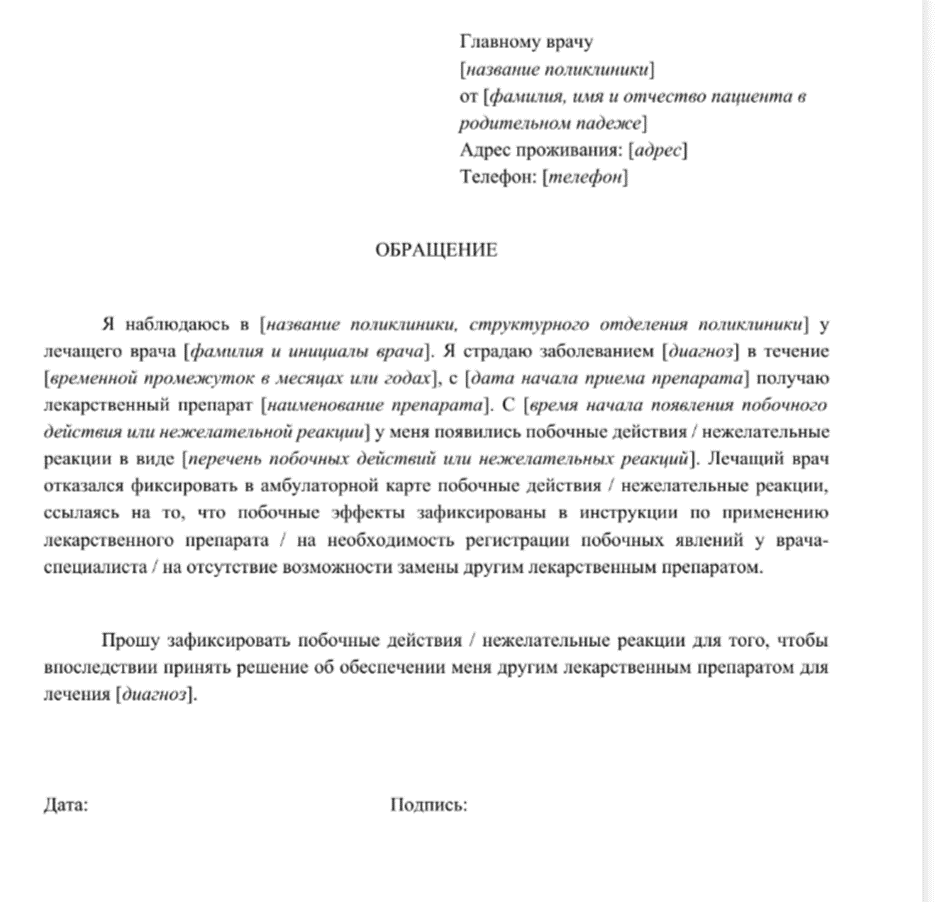 Главному врачу
[название поликлиники]
от [фамилия, имя и отчество пациента в
родительном падеже]
Адрес проживания: [адрес]
Телефон: [телефон]
ОБРАЩЕНИЕ
Я наблюдаюсь в [название поликлиники, структурного отделения поликлиники] у
лечащего врача [фамилия и инициалы врача]. Я страдаю заболеванием [диагноз] в течение
[временной промежуток в месяцах или годах], с [дата начала приема препарата] получаю
лекарственный препарат [наименование препарата]. С [время начала появления побочного
действия или нежелательной реакции] у меня появились побочные действия / нежелательные
реакции в виде [перечень побочных действий или нежелательных реакций]. Лечащий врач
отказался фиксировать в амбулаторной карте побочные действия / нежелательные реакции,
ссылаясь на то, что побочные эффекты зафиксированы в инструкции по применению
лекарственного препарата / на необходимость регистрации побочных явлений у врача-
специалиста / на отсутствие возможности замены другим лекарственным препаратом.
Прошу зафиксировать побочные действия / нежелательные реакции для того, чтобы
впоследствии принять решение об обеспечении меня другим лекарственным препаратом для
лечения [диагноз].
Дата: Подпись: